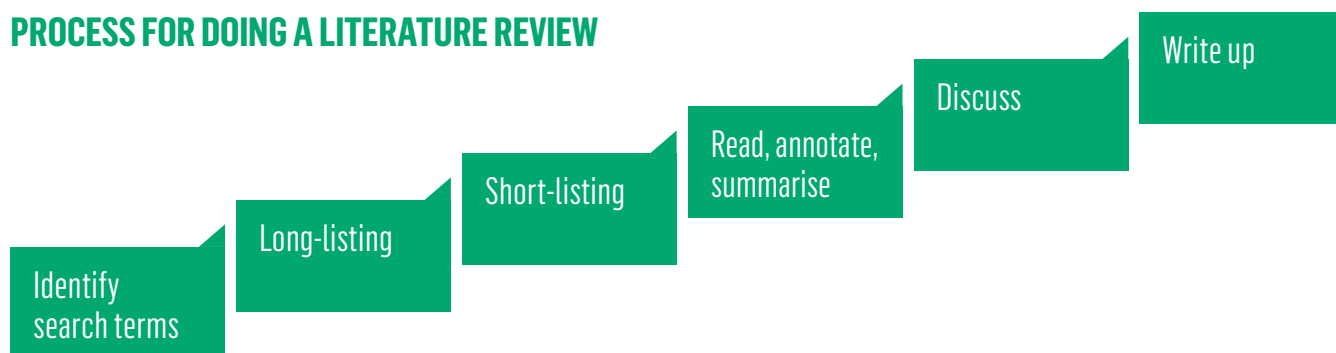 PROCESS FOR DOING A LITERATURE REVIEW
Identify
search terms
Long-listing
Short-listing
Read, annotate,
summarise
Discuss
Write up